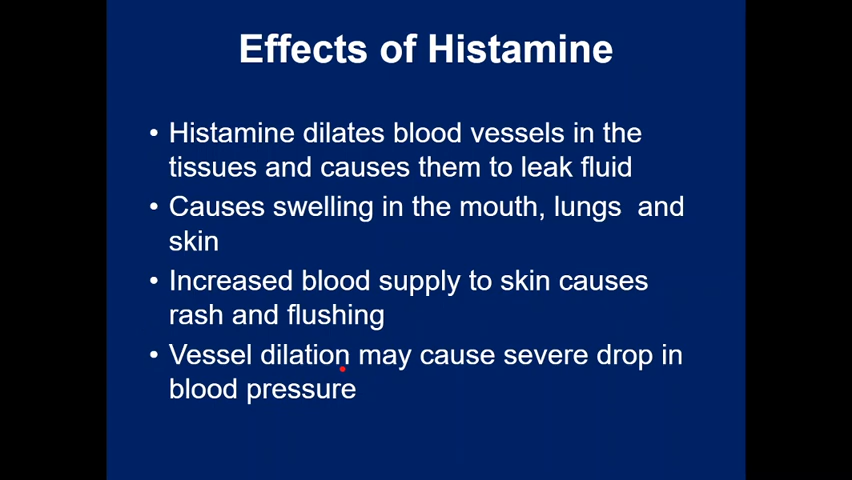 Effects of Histamine
• Histamine dilates blood vessels in the
tissues and causes them to leak fluid
• Causes swelling in the mouth, lungs  and
skin
• Increased blood supply to skin causes
rash and flushing
• Vessel dilation may cause severe drop in
blood pressure